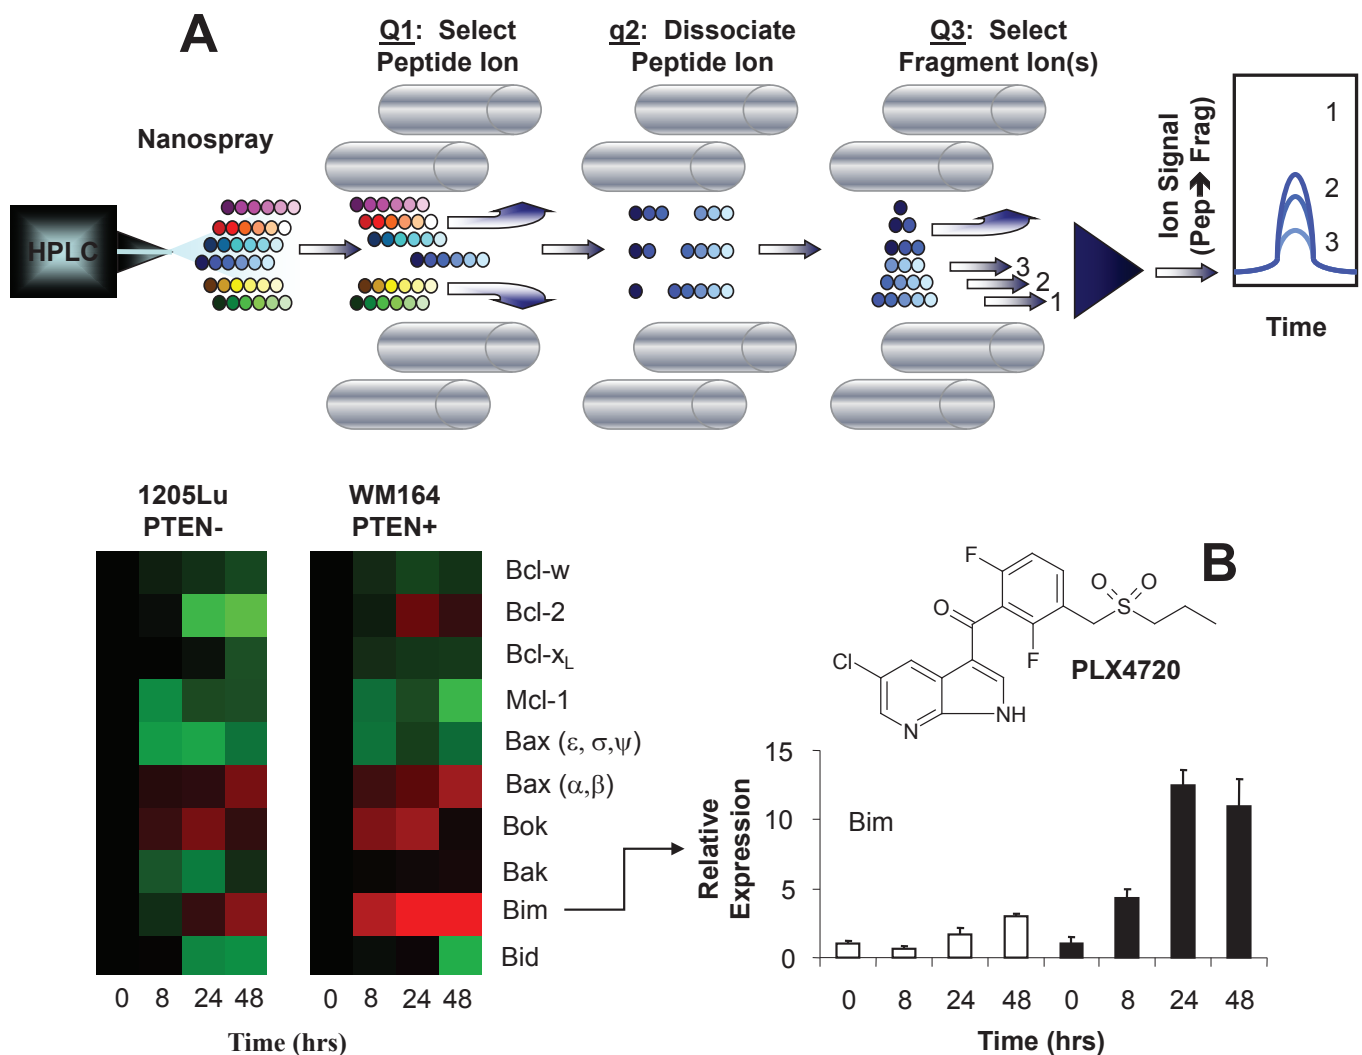 A
Q1: Select
Peptide Ion
q2: Dissociate
Peptide Ion
Q3: Select
Fragment Ion(s)
Nanospray
HPLC
3
2
1
Ion Signal
(Pep➔Frag)
1
2
3
Time
1205Lu
PTEN-
WM164
PTEN+
Bcl-w
Bcl-2
Bcl-xL
Mcl-1
Bax (ε, σ,ψ)
Bax (α,β)
Bok
Bak
Bim
Bid
0 8 24 48
0 8 24 48
Time (hrs)
B
F
O
O O
S
F
Cl
N
NH
PLX4720
Relative
Expression
15
10
5
0
Bim
0 8 24 48 0 8 24 48
Time (hrs)